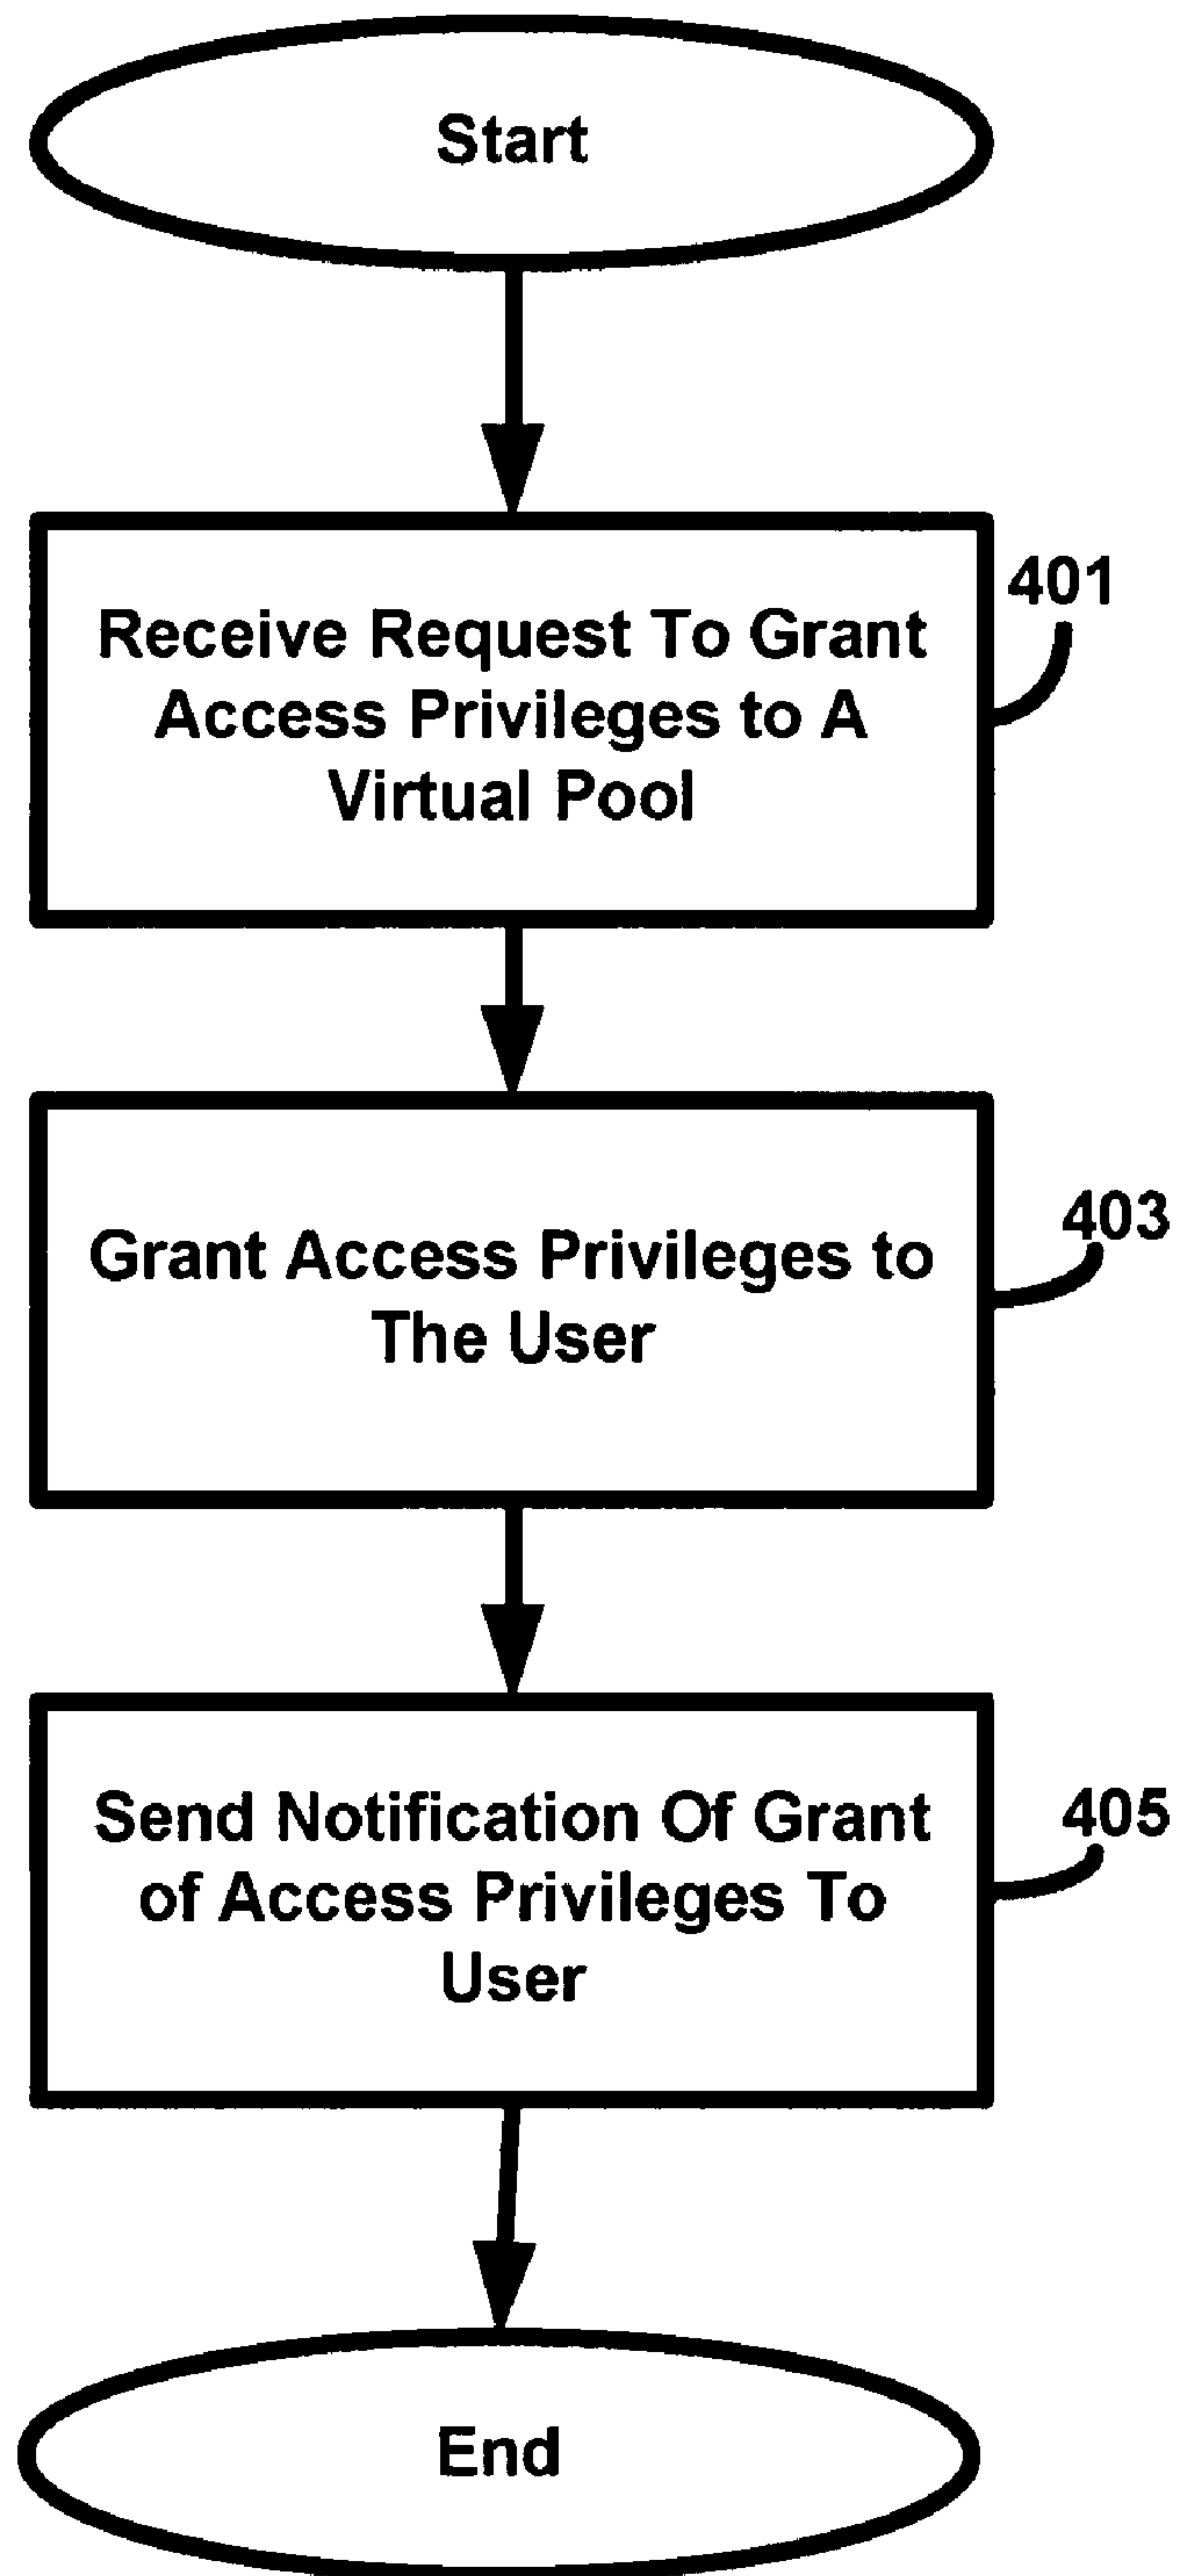 Start
401
Receive Request To Grant
Access Privileges to A
Virtual Pool
403
Grant Access Privileges to
The User
405
Send Notification Of Grant
of Access Privileges To
User
End